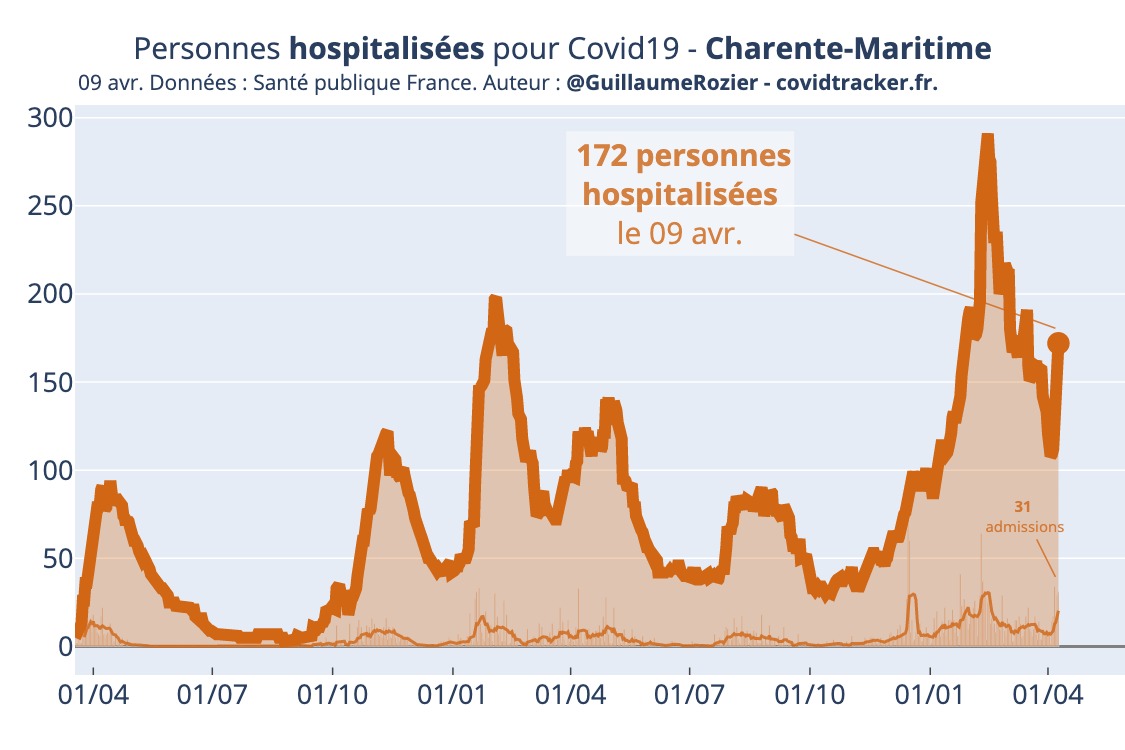 Personnes hospitalisées pour Covid19 - Charente-Maritime
09 avr. Données : Santé publique France. Auteur : @GuillaumeRozier - covidtracker.fr.
300
172 personnes
hospitalisées
le 09 avr.
250
200
150
100
31
admissions
50
0
01/04 01/07 01/10 01/01 01/04 01/07 01/10 01/01 01/04